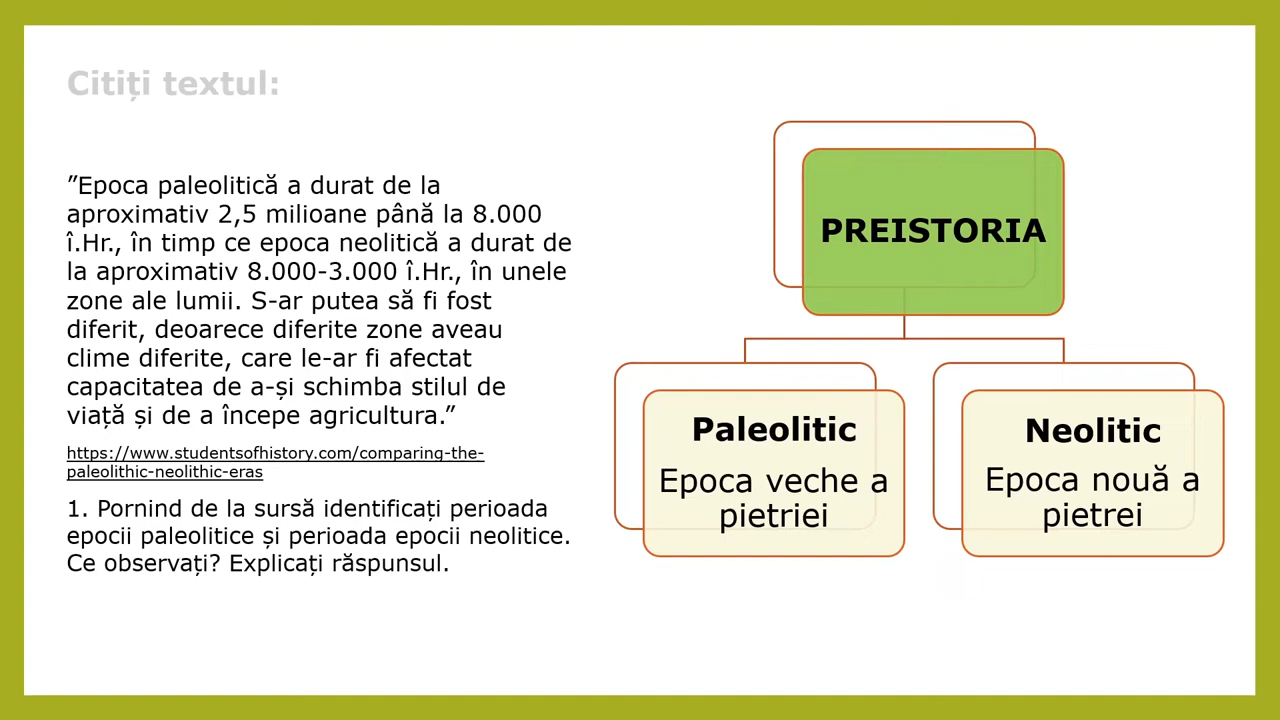 Citiți textul:
”Epoca paleolitică a durat de la
aproximativ 2,5 milioane până la 8.000
î.Hr., în timp ce epoca neolitică a durat de
la aproximativ 8.000-3.000 î.Hr., în unele
zone ale lumii. S-ar putea să fi fost
diferit, deoarece diferite zone aveau
clime diferite, care le-ar fi afectat
capacitatea de a-și schimba stilul de
viață și de a începe agricultura.”
https://www.studentsofhistory.com/comparing-the-
paleolithic-neolithic-eras
1. Pornind de la sursă identificați perioada
epocii paleolitice și perioada epocii neolitice.
Ce observați? Explicați răspunsul.
PREISTORIA
Paleolitic
Epoca veche a
pietriei
Neolitic
Epoca nouă a
pietrei